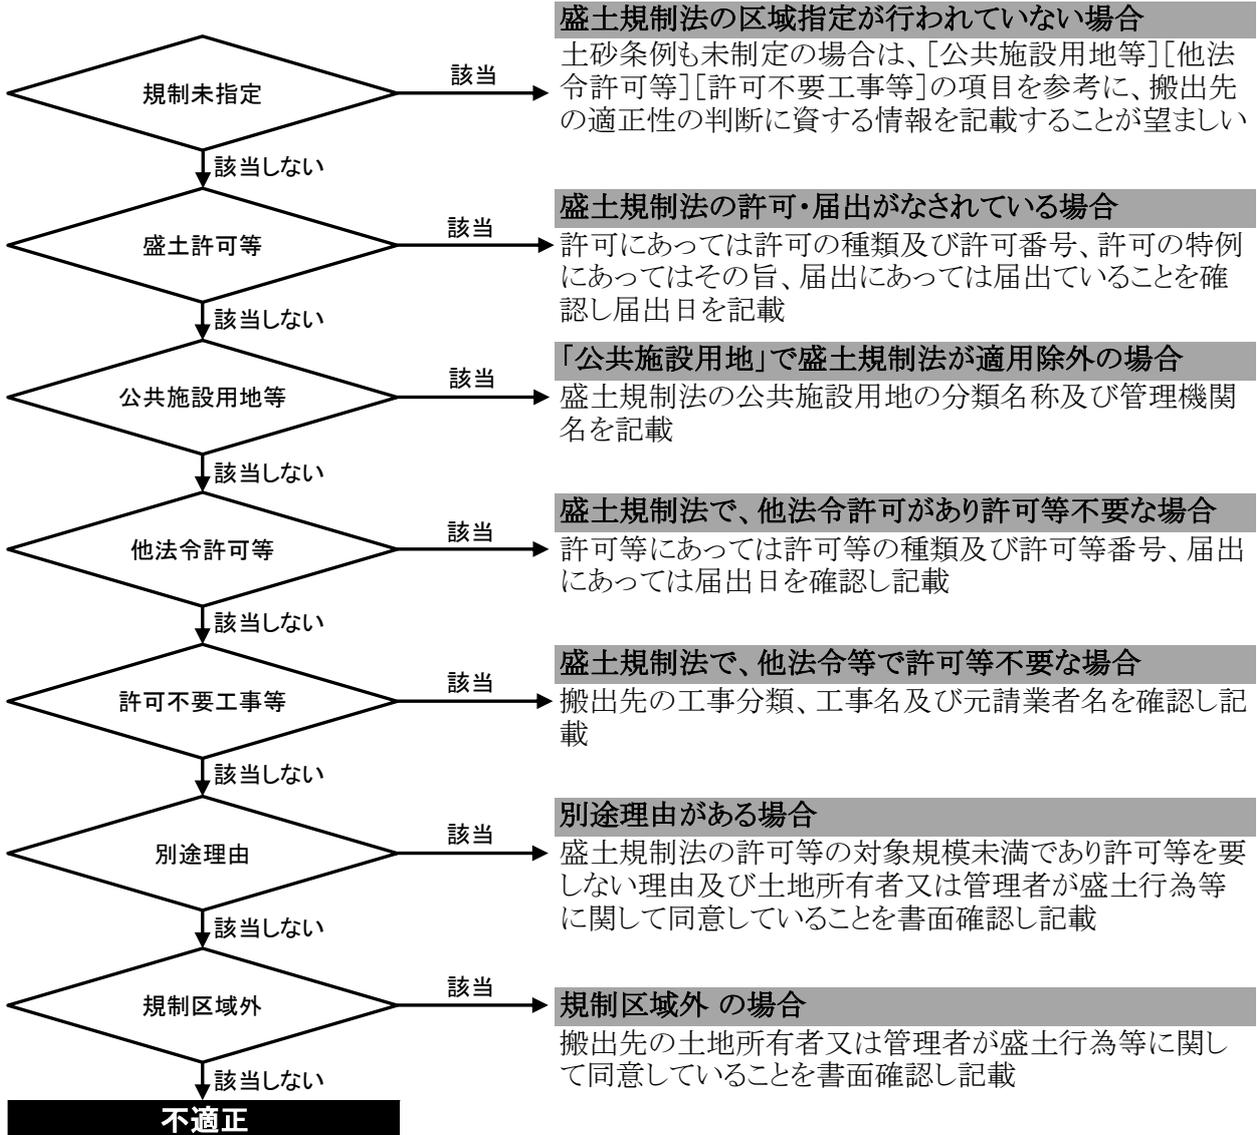 盛土規制法の区域指定が行われていない場合
規制未指定
該当
土砂条例も未制定の場合は、[公共施設用地等][他法
令許可等][許可不要工事等]の項目を参考に、搬出先
の適正性の判断に資する情報を記載することが望ましい
該当しない
盛土規制法の許可・届出がなされている場合
盛土許可等
該当
許可にあっては許可の種類及び許可番号、許可の特例
にあってはその旨、届出にあっては届出ていることを確
認し届出日を記載
該当しない
「公共施設用地」で盛土規制法が適用除外の場合
公共施設用地等
該当
盛土規制法の公共施設用地の分類名称及び管理機関
名を記載
該当しない
盛土規制法で、他法令許可があり許可等不要な場合
他法令許可等
該当
許可等にあっては許可等の種類及び許可等番号、届出
にあっては届出日を確認し記載
該当しない
盛土規制法で、他法令等で許可等不要な場合
許可不要工事等
該当
搬出先の工事分類、工事名及び元請業者名を確認し記
載
該当しない
別途理由がある場合
別途理由
該当
盛土規制法の許可等の対象規模未満であり許可等を要
しない理由及び土地所有者又は管理者が盛土行為等
に関して同意していることを書面確認し記載
該当しない
規制区域外 の場合
規制区域外
該当
搬出先の土地所有者又は管理者が盛土行為等に関し
て同意していることを書面確認し記載
該当しない
不適正